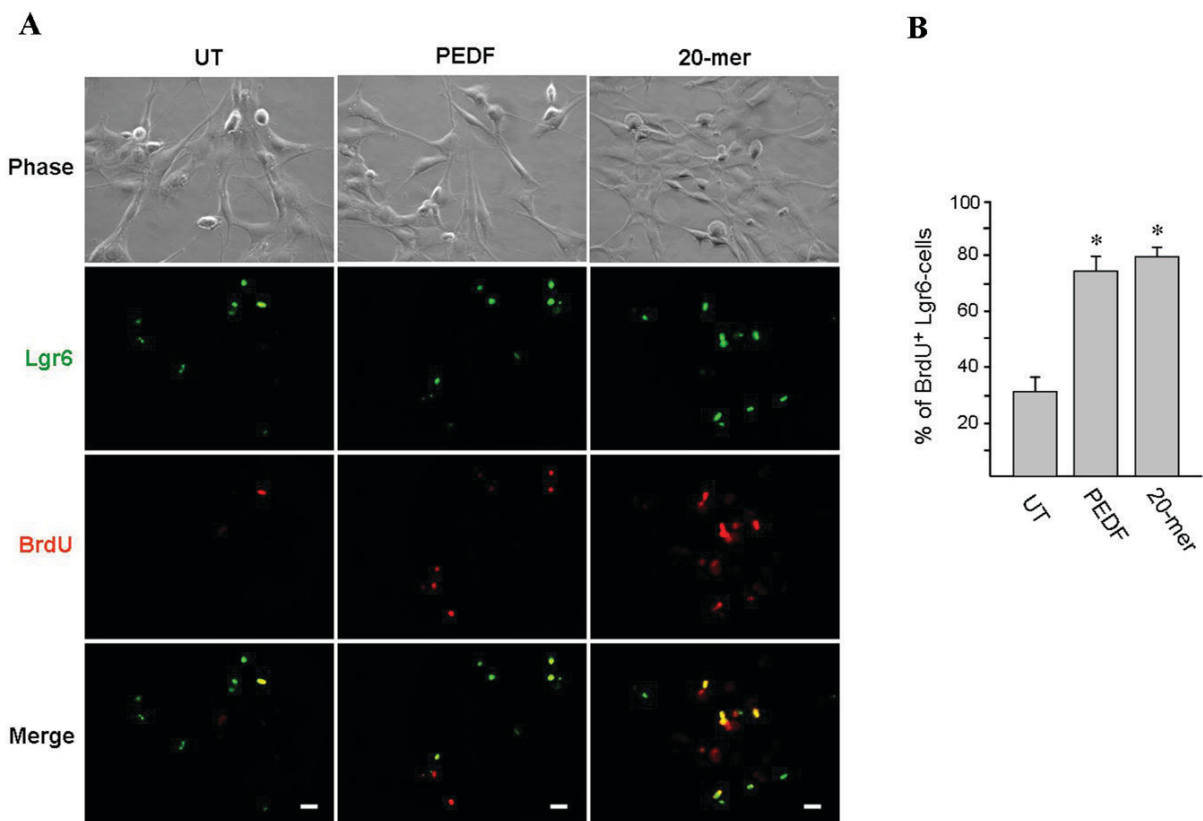 A
B
UT
PEDF
20-mer
Phase
Lgr6
BrdU
Merge
% of BrdU⁺ Lgr6-cells
100
80
60
40
20
*
*
UT
PEDF
20-mer